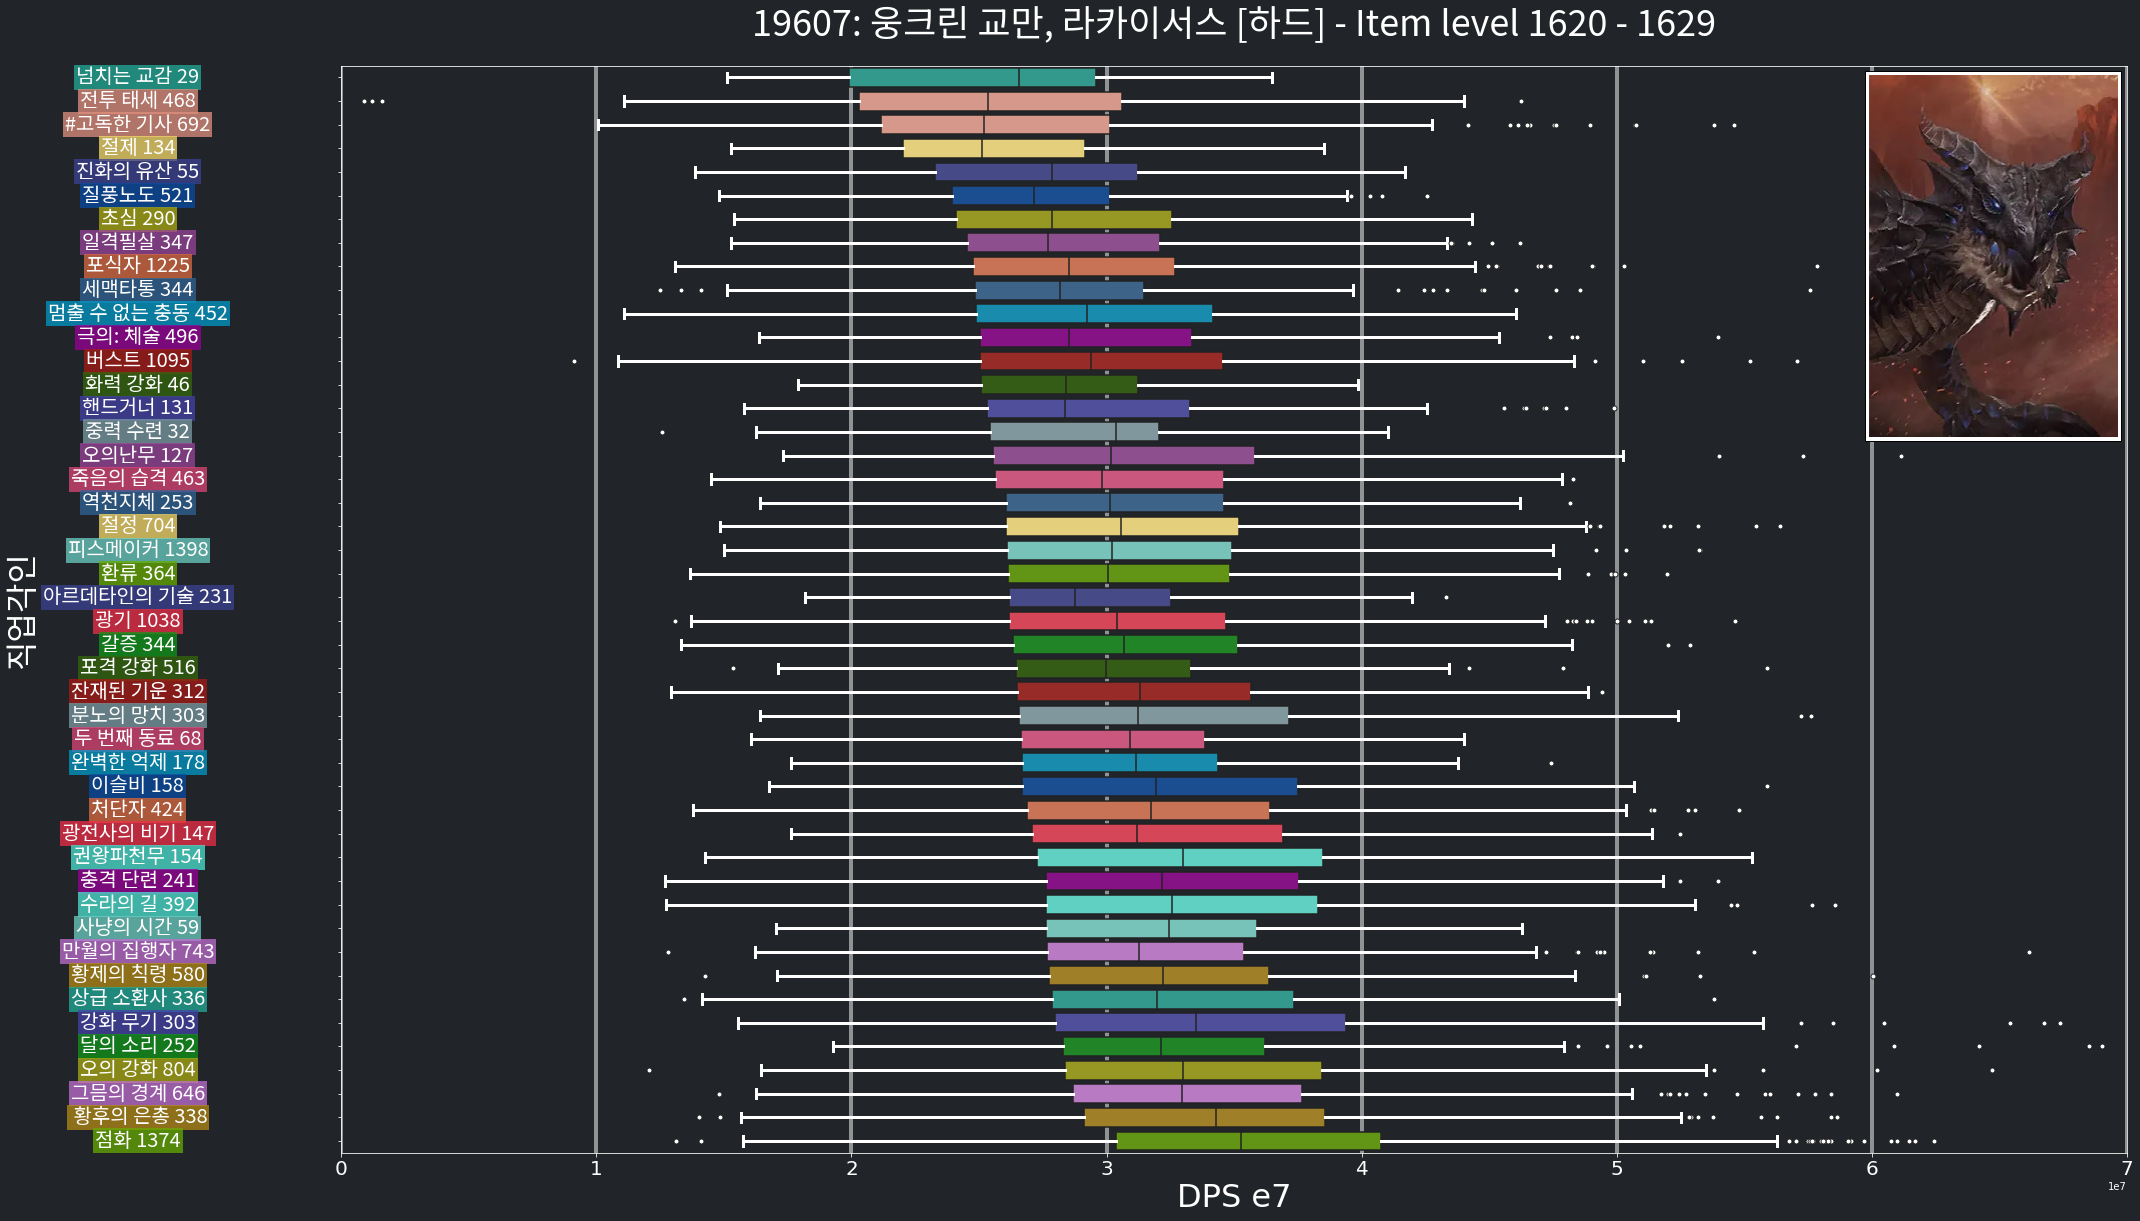 19607: 웅크린 교만, 라카이서스 [하드] - Item level 1620 - 1629
직업각인
넘치는 교감 29
전투 태세 468
#고독한 기사 692
절제 134
진화의 유산 55
질풍노도 521
초심 290
일격필살 347
포식자 1225
세맥타통 344
멈출 수 없는 충동 452
극의: 체술 496
버스트 1095
화력 강화 46
핸드거너 131
중력 수련 32
오의난무 127
죽음의 습격 463
역천지체 253
절정 704
피스메이커 1398
환류 364
아르데타인의 기술 231
광기 1038
갈증 344
포격 강화 516
잔재된 기운 312
분노의 망치 303
두 번째 동료 68
완벽한 억제 178
이슬비 158
처단자 424
광전사의 비기 147
권왕파천무 154
충격 단련 241
수라의 길 392
사냥의 시간 59
만월의 집행자 743
황제의 칙령 580
상급 소환사 336
강화 무기 303
달의 소리 252
오의 강화 804
그믐의 경계 646
황후의 은총 338
점화 1374
0 1 2 3 4 5 6 7
DPS e7
1e7